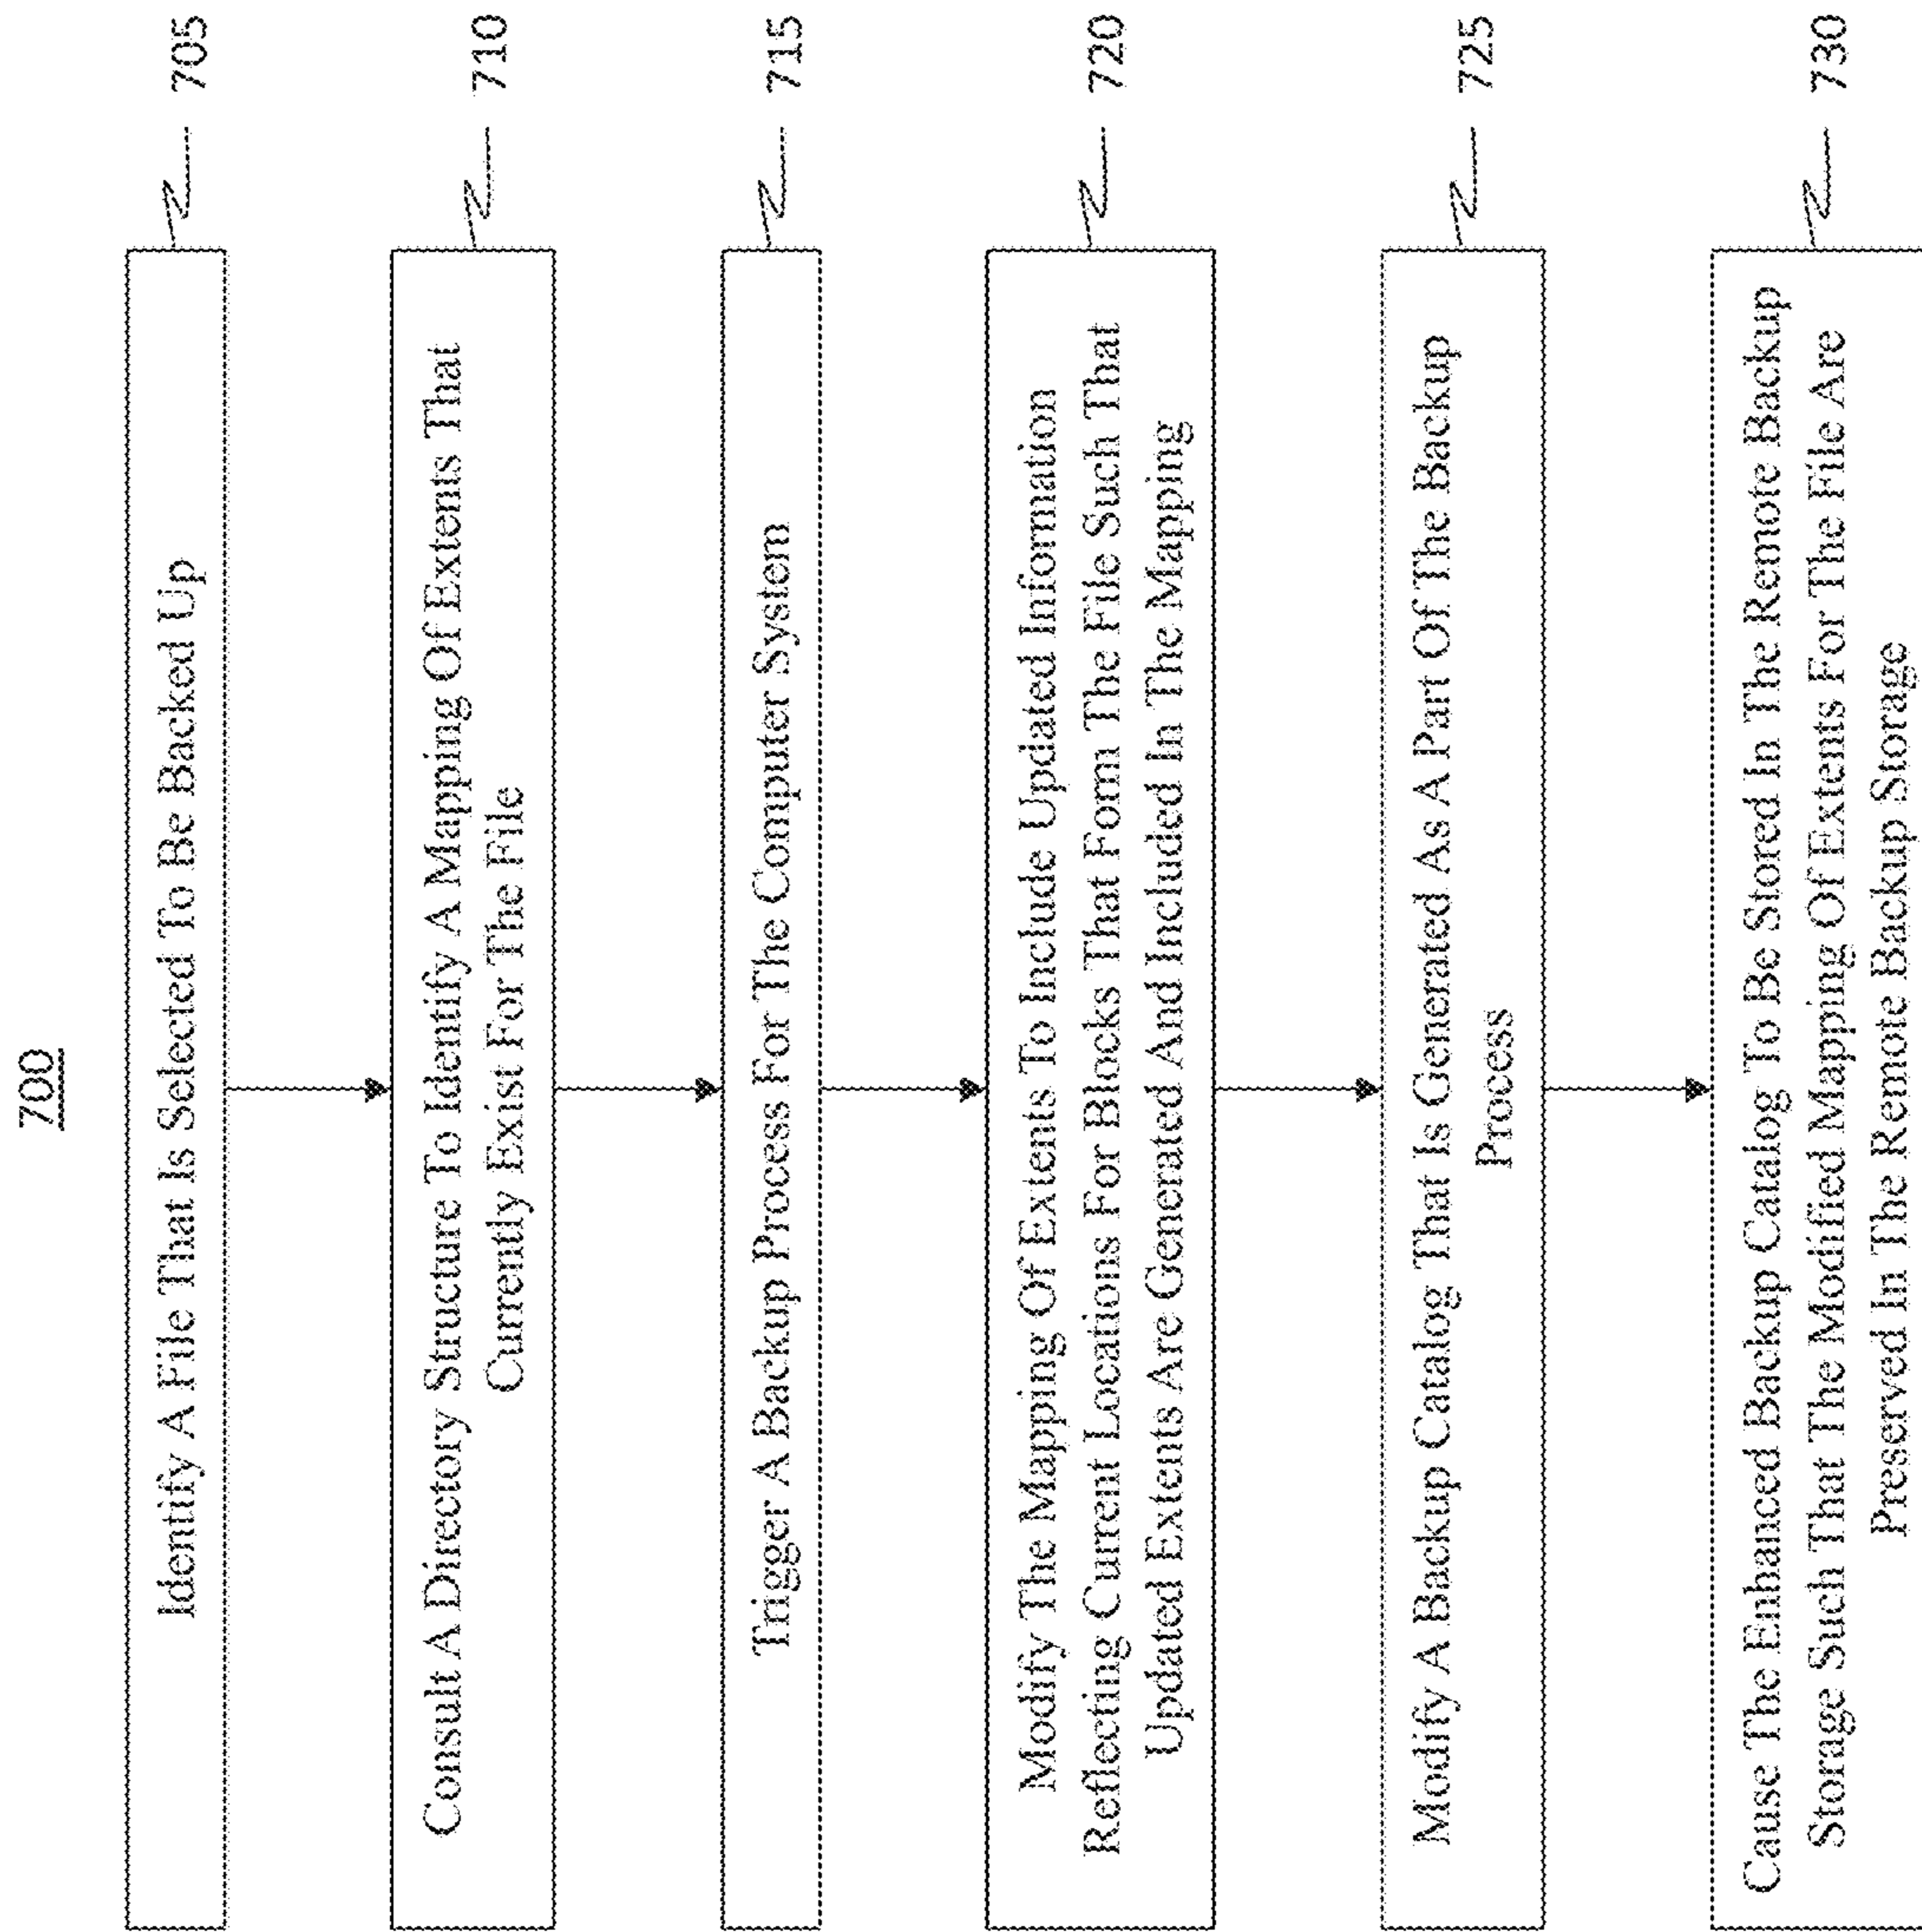 700
Identify A File That Is Selected To Be Backed Up
705
Consult A Directory Structure To Identify A Mapping Of Extents That
Currently Exist For The File
710
Trigger A Backup Process For The Computer System
715
Modify The Mapping Of Extents To Include Updated Information
Reflecting Current Locations For Blocks That Form The File Such That
Updated Extents Are Generated And Included In The Mapping
720
Modify A Backup Catalog That Is Generated As A Part Of The Backup
Process
725
Cause The Enhanced Backup Catalog To Be Stored In The Remote Backup
Storage Such That The Modified Mapping Of Extents For The File Are
Preserved In The Remote Backup Storage
730